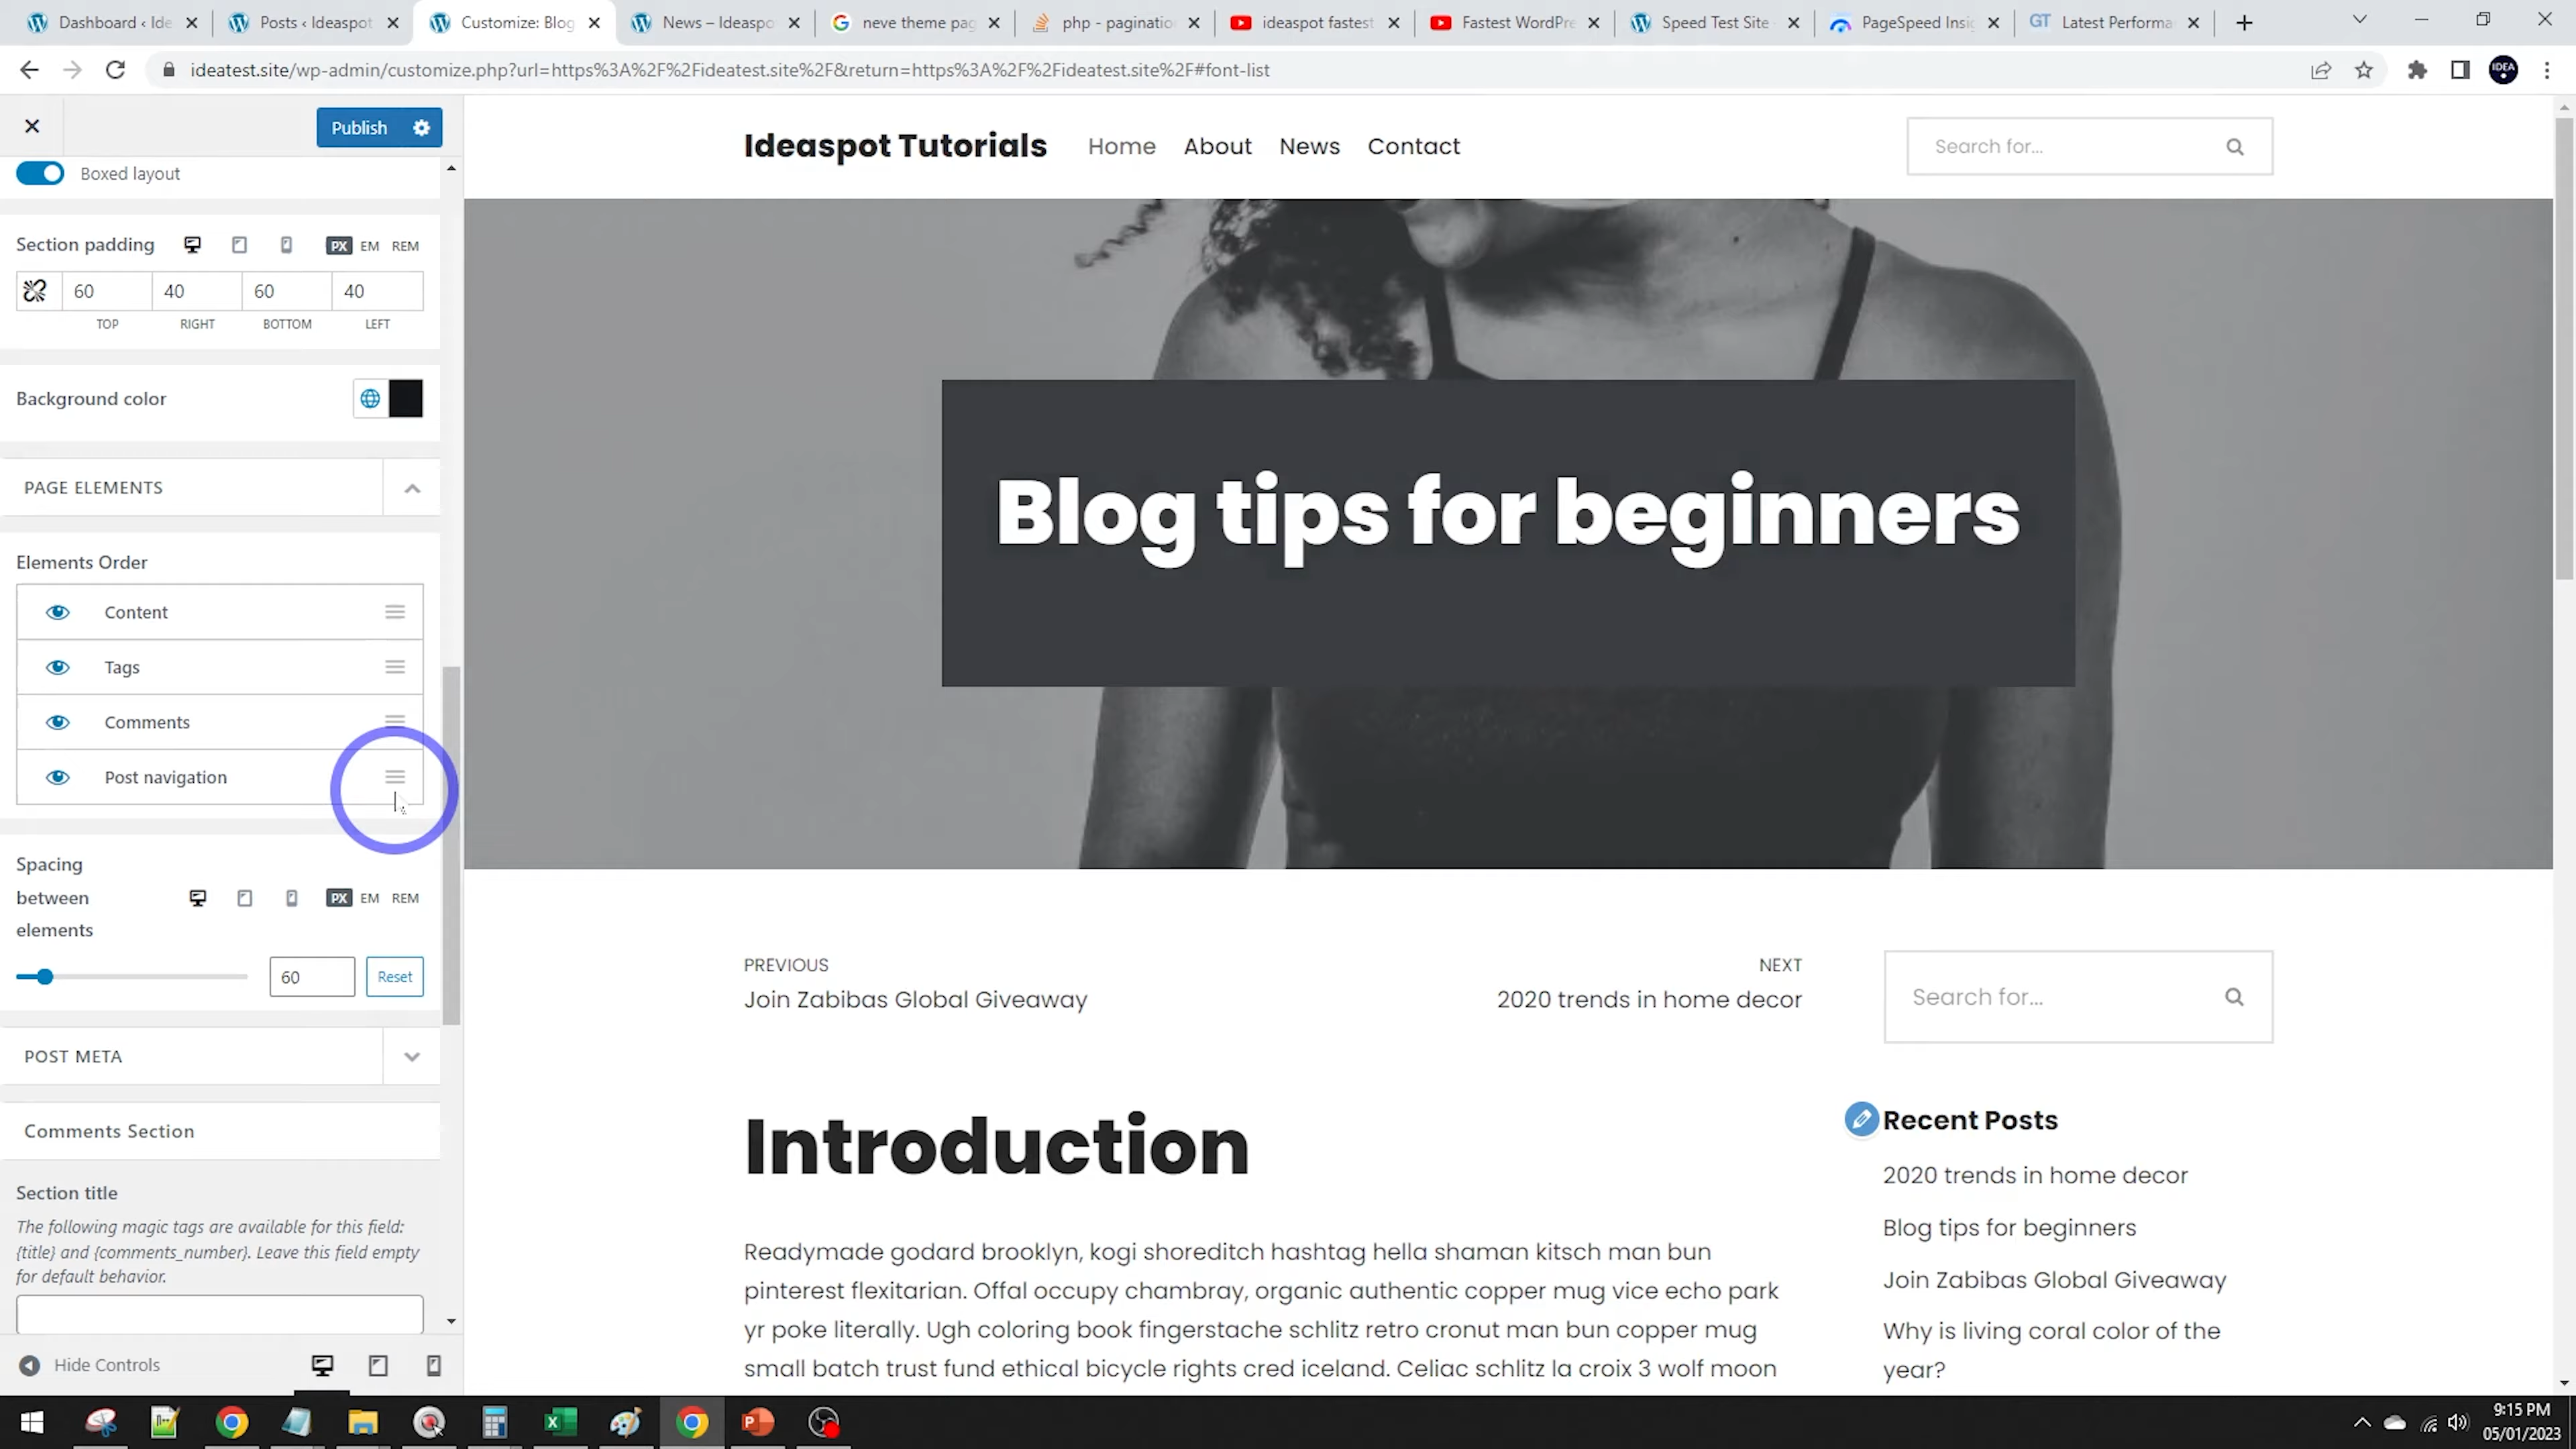 Dashboard ‹ Ide
Posts ‹ Ideaspot
Customize: Blog
News – Ideaspo
neve theme pag
php - paginatio
ideaspot fastest
Fastest WordPre
Speed Test Site
PageSpeed Insig
GT Latest Performa
ideatest.site/wp-admin/customize.php?url=https%3A%2F%2Fideatest.site%2F&return=https%3A%2F%2Fideatest.site%2F#font-list
IDEA
Publish
Ideaspot Tutorials Home About News Contact
Search for...
Boxed layout
Section padding PX EM REM
60 40 60 40
TOP RIGHT BOTTOM LEFT
Background color
PAGE ELEMENTS
Elements Order
Content
Tags
Comments
Post navigation
Spacing
between PX EM REM
elements
60 Reset
POST META
Comments Section
Section title
The following magic tags are available for this field:
{title} and {comments_number}. Leave this field empty
for default behavior.
Hide Controls
Blog tips for beginners
PREVIOUS
Join Zabibas Global Giveaway
NEXT
2020 trends in home decor
Introduction
Readymade godard brooklyn, kogi shoreditch hashtag hella shaman kitsch man bun
pinterest flexitarian. Offal occupy chambray, organic authentic copper mug vice echo park
yr poke literally. Ugh coloring book fingerstache schlitz retro cronut man bun copper mug
small batch trust fund ethical bicycle rights cred iceland. Celiac schlitz la croix 3 wolf moon
Search for...
Recent Posts
2020 trends in home decor
Blog tips for beginners
Join Zabibas Global Giveaway
Why is living coral color of the
year?
9:15 PM
05/01/2023